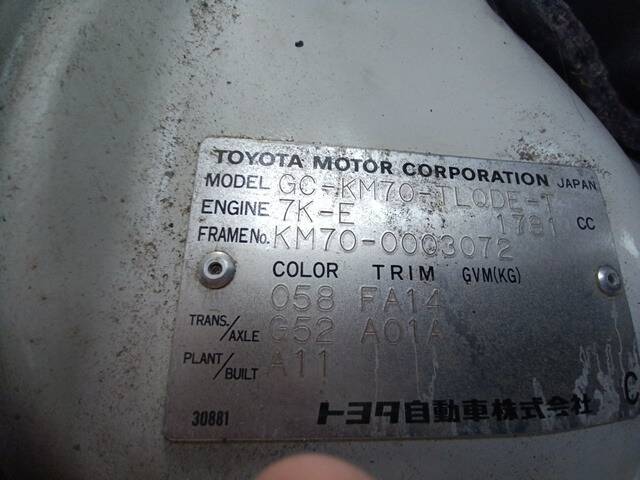 TOYOTA MOTOR CORPORATION JAPAN
MODEL GC-KM70-TLQDE-T
ENGINE 7K-E 1781 CC
FRAME No. KM70-0003072
COLOR TRIM GVM(KG)
058 FA14
TRANS./AXLE G52 A01A
PLANT/BUILT A11
C
30881 トヨタ自動車株式会社